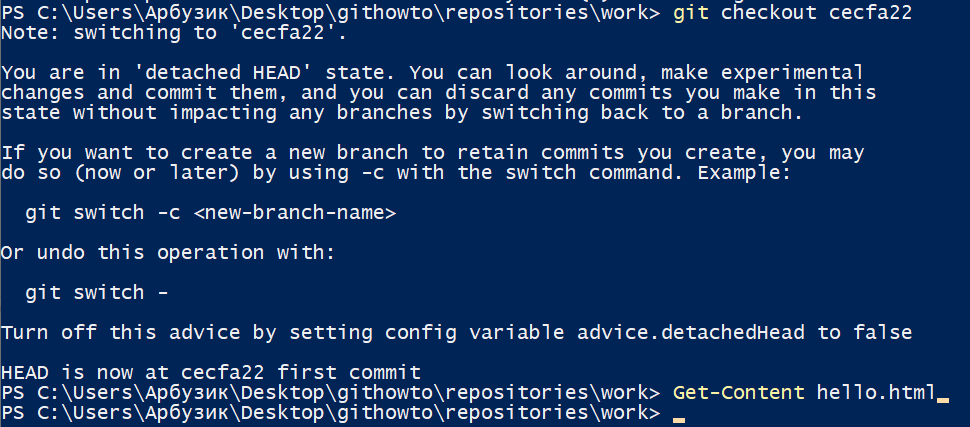 PS C:\Users\Арбузик\Desktop\githowto\repositories\work> git checkout cecfa22
Note: switching to 'cecfa22'.
You are in 'detached HEAD' state. You can look around, make experimental
changes and commit them, and you can discard any commits you make in this
state without impacting any branches by switching back to a branch.
If you want to create a new branch to retain commits you create, you may
do so (now or later) by using -c with the switch command. Example:
git switch -c <new-branch-name>
Or undo this operation with:
git switch -
Turn off this advice by setting config variable advice.detachedHead to false
HEAD is now at cecfa22 first commit
PS C:\Users\Арбузик\Desktop\githowto\repositories\work> Get-Content hello.html
PS C:\Users\Арбузик\Desktop\githowto\repositories\work>